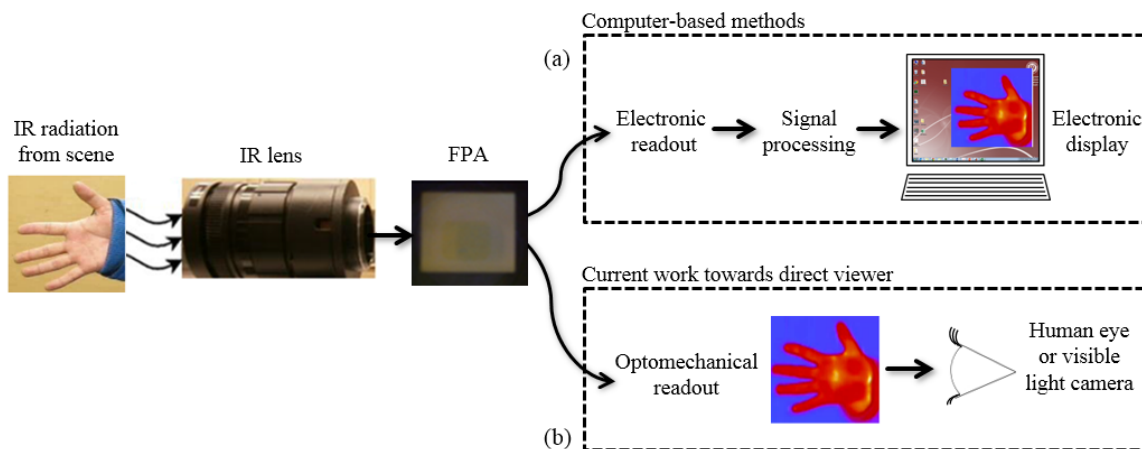 Computer-based methods
(a)
IR radiation
from scene
IR lens
FPA
Electronic
readout
Signal
processing
Electronic
display
Current work towards direct viewer
Optomechanical
readout
Human eye
or visible
light camera
(b)